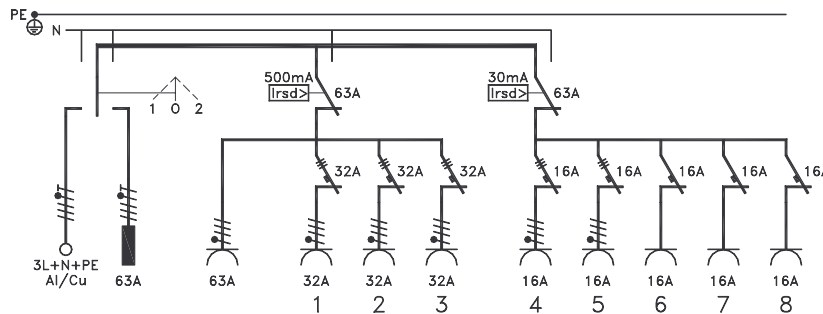 PE
N
500mA
Irsd>
63A
30mA
Irsd>
63A
1 0 2
32A 32A 32A 16A 16A 16A 16A 16A
3L+N+PE
Al/Cu
63A 63A 32A 32A 32A 16A 16A 16A 16A 16A
1 2 3 4 5 6 7 8